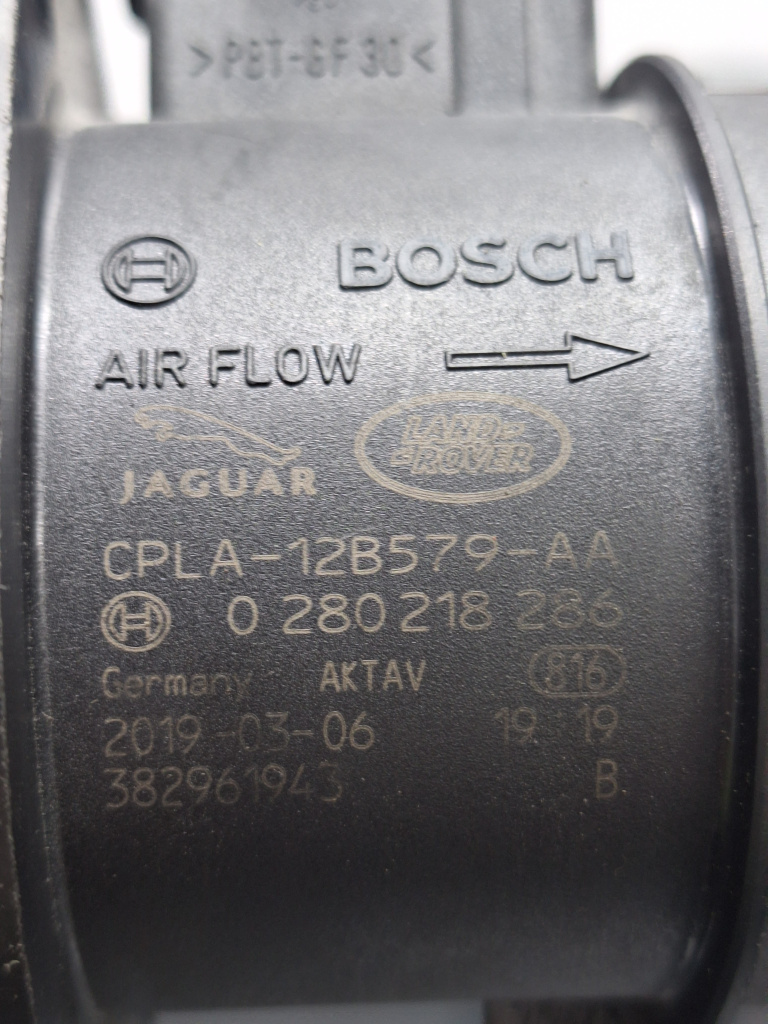 >PBT-GF30<
BOSCH
AIR FLOW
JAGUAR
LAND ROVER
CPLA-12B579-AA
0 280 218 286
Germany AKTAV 816
2019-03-06 19 19
382961943 B